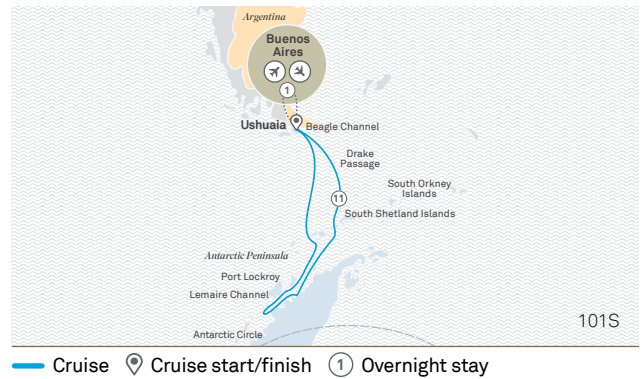 Argentina
Buenos
Aires
1
Ushuaia
Beagle Channel
Drake
Passage
South Orkney
Islands
11
South Shetland Islands
Antarctic Peninsula
Port Lockroy
Lemaire Channel
101S
Antarctic Circle
Cruise
Cruise start/finish
1 Overnight stay